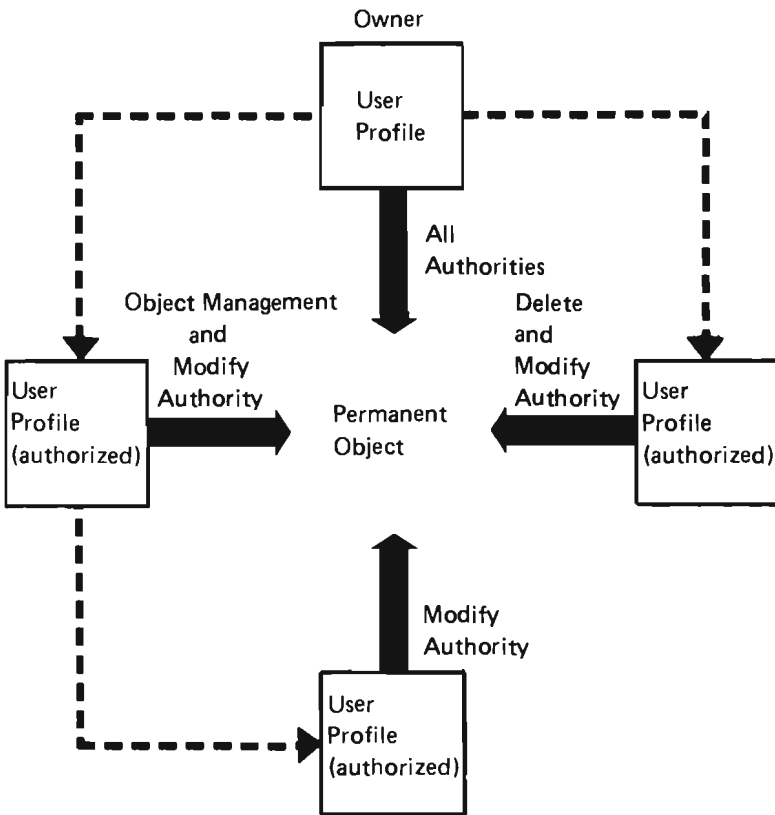 Owner
User
Profile
All
Authorities
Object Management
and
Modify
Authority
Delete
and
Modify
Authority
User
Profile
(authorized)
Permanent
Object
User
Profile
(authorized)
Modify
Authority
User
Profile
(authorized)